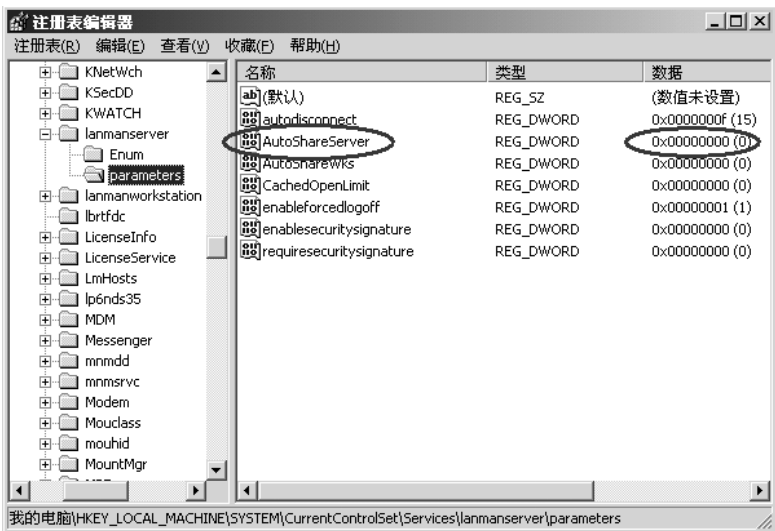 注册表编辑器
注册表(R) 编辑(E) 查看(V) 收藏(F) 帮助(H)
KNetWch
KSecDD
KWATCH
lanmanserver
Enum
parameters
lanmanworkstation
lbrtfdc
LicenseInfo
LicenseService
LmHosts
lp6nds35
MDM
Messenger
mnmdd
mnmsrvc
Modem
Mouclass
mouhid
MountMgr
名称 类型 数据
(默认) REG_SZ (数值未设置)
autodisconnect REG_DWORD 0x0000000f (15)
AutoShareServer REG_DWORD 0x00000000 (0)
AutoShareWks REG_DWORD 0x00000000 (0)
CachedOpenLimit REG_DWORD 0x00000000 (0)
enableforcedlogoff REG_DWORD 0x00000001 (1)
enablesecuritysignature REG_DWORD 0x00000000 (0)
requiresecuritysignature REG_DWORD 0x00000000 (0)
我的电脑\HKEY_LOCAL_MACHINE\SYSTEM\CurrentControlSet\Services\lanmanserver\parameters